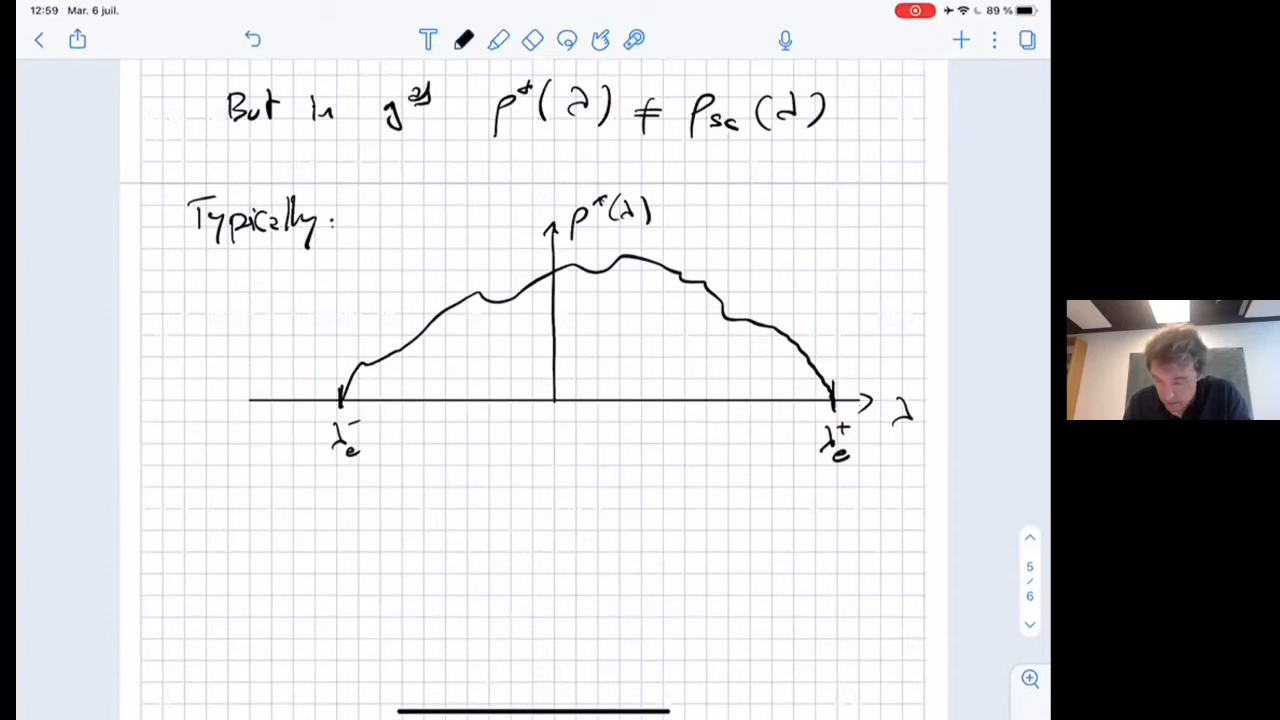 12:59 Mar. 6 juil. 89 %
But in g^al ρ*(λ) ≠ ρsc(λ)
Typically:
ρ*(λ)
λ
λe^- λe^+
5
/
6